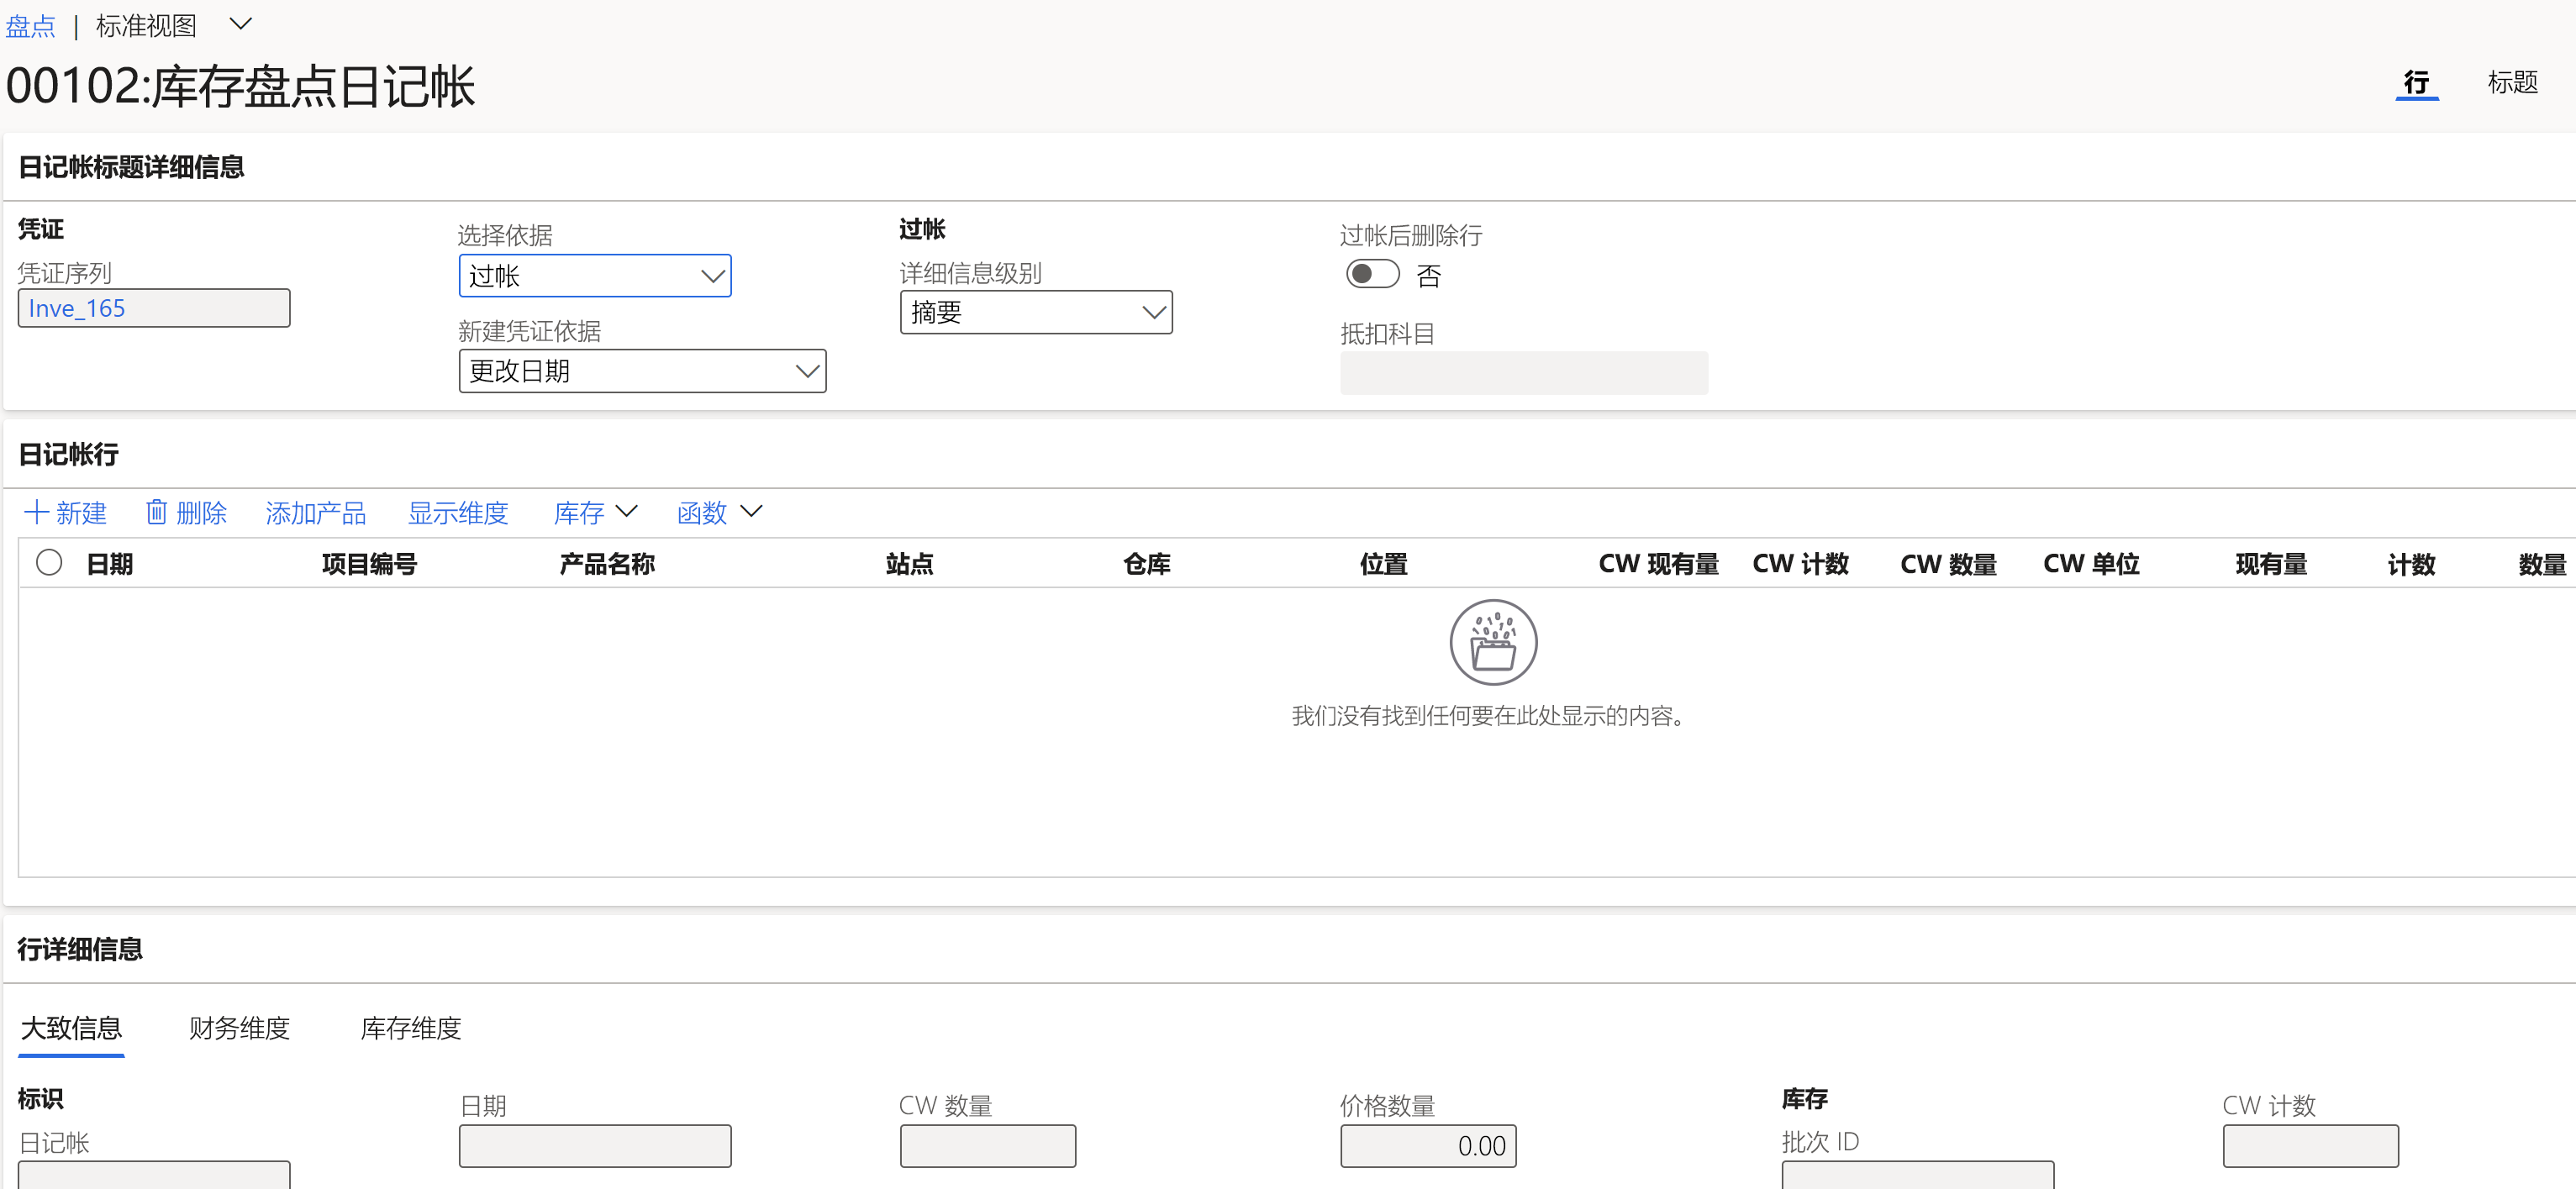 盘点 | 标准视图
00102:库存盘点日记帐
行 标题
日记帐标题详细信息
凭证
凭证序列
Inve_165
选择依据
过帐
新建凭证依据
更改日期
过帐
详细信息级别
摘要
过帐后删除行
否
抵扣科目
日记帐行
新建 删除 添加产品 显示维度 库存 函数
日期 项目编号 产品名称 站点 仓库 位置 CW 现有量 CW 计数 CW 数量 CW 单位 现有量 计数 数量
我们没有找到任何要在此处显示的内容。
行详细信息
大致信息 财务维度 库存维度
标识
日记帐
日期
CW 数量
价格数量
0.00
库存
批次 ID
CW 计数